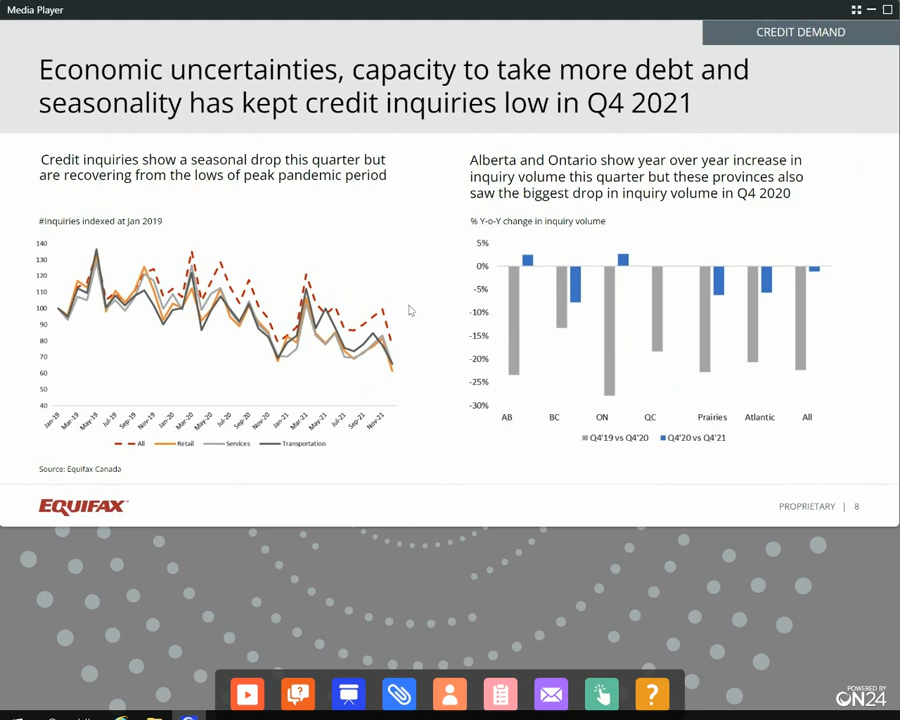 Media Player
CREDIT DEMAND
Economic uncertainties, capacity to take more debt and
seasonality has kept credit inquiries low in Q4 2021
Credit inquiries show a seasonal drop this quarter but
are recovering from the lows of peak pandemic period
#Inquiries indexed at Jan 2019
140
130
120
110
100
90
80
70
60
50
40
Jan-19
Mar-19
May-19
Jul-19
Sep-19
Nov-19
Jan-20
Mar-20
May-20
Jul-20
Sep-20
Nov-20
Jan-21
Mar-21
May-21
Jul-21
Sep-21
Nov-21
All Retail Services Transportation
Alberta and Ontario show year over year increase in
inquiry volume this quarter but these provinces also
saw the biggest drop in inquiry volume in Q4 2020
% Y-o-Y change in inquiry volume
5%
0%
-5%
-10%
-15%
-20%
-25%
-30%
AB BC ON QC Prairies Atlantic All
Q4'19 vs Q4'20 Q4'20 vs Q4'21
Source: Equifax Canada
EQUIFAX
PROPRIETARY | 8
?
?
POWERED BY
ON24